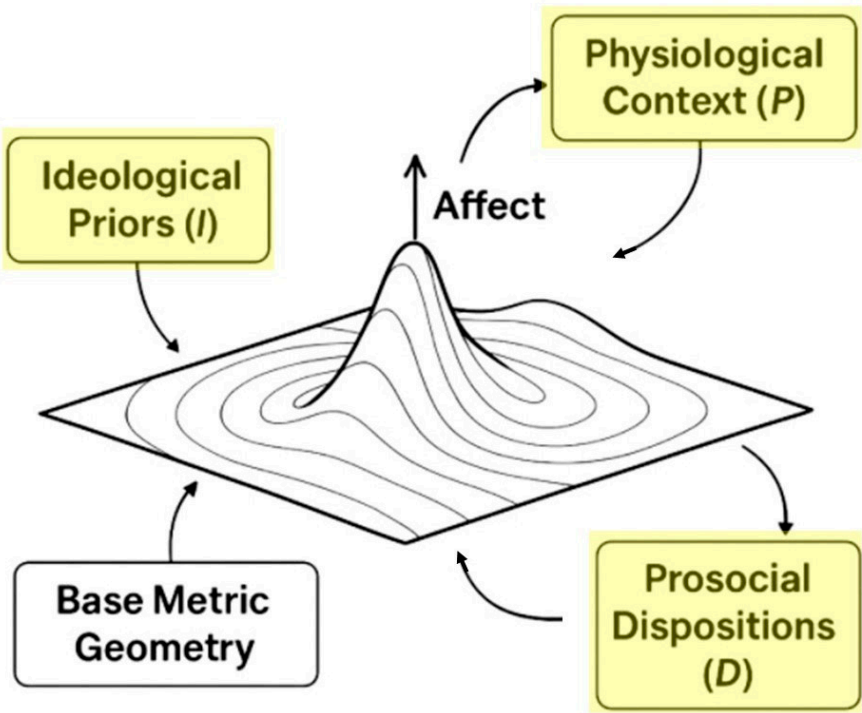 Physiological
Context (P)
Ideological
Priors (I)
Affect
Base Metric
Geometry
Prosocial
Dispositions
(D)